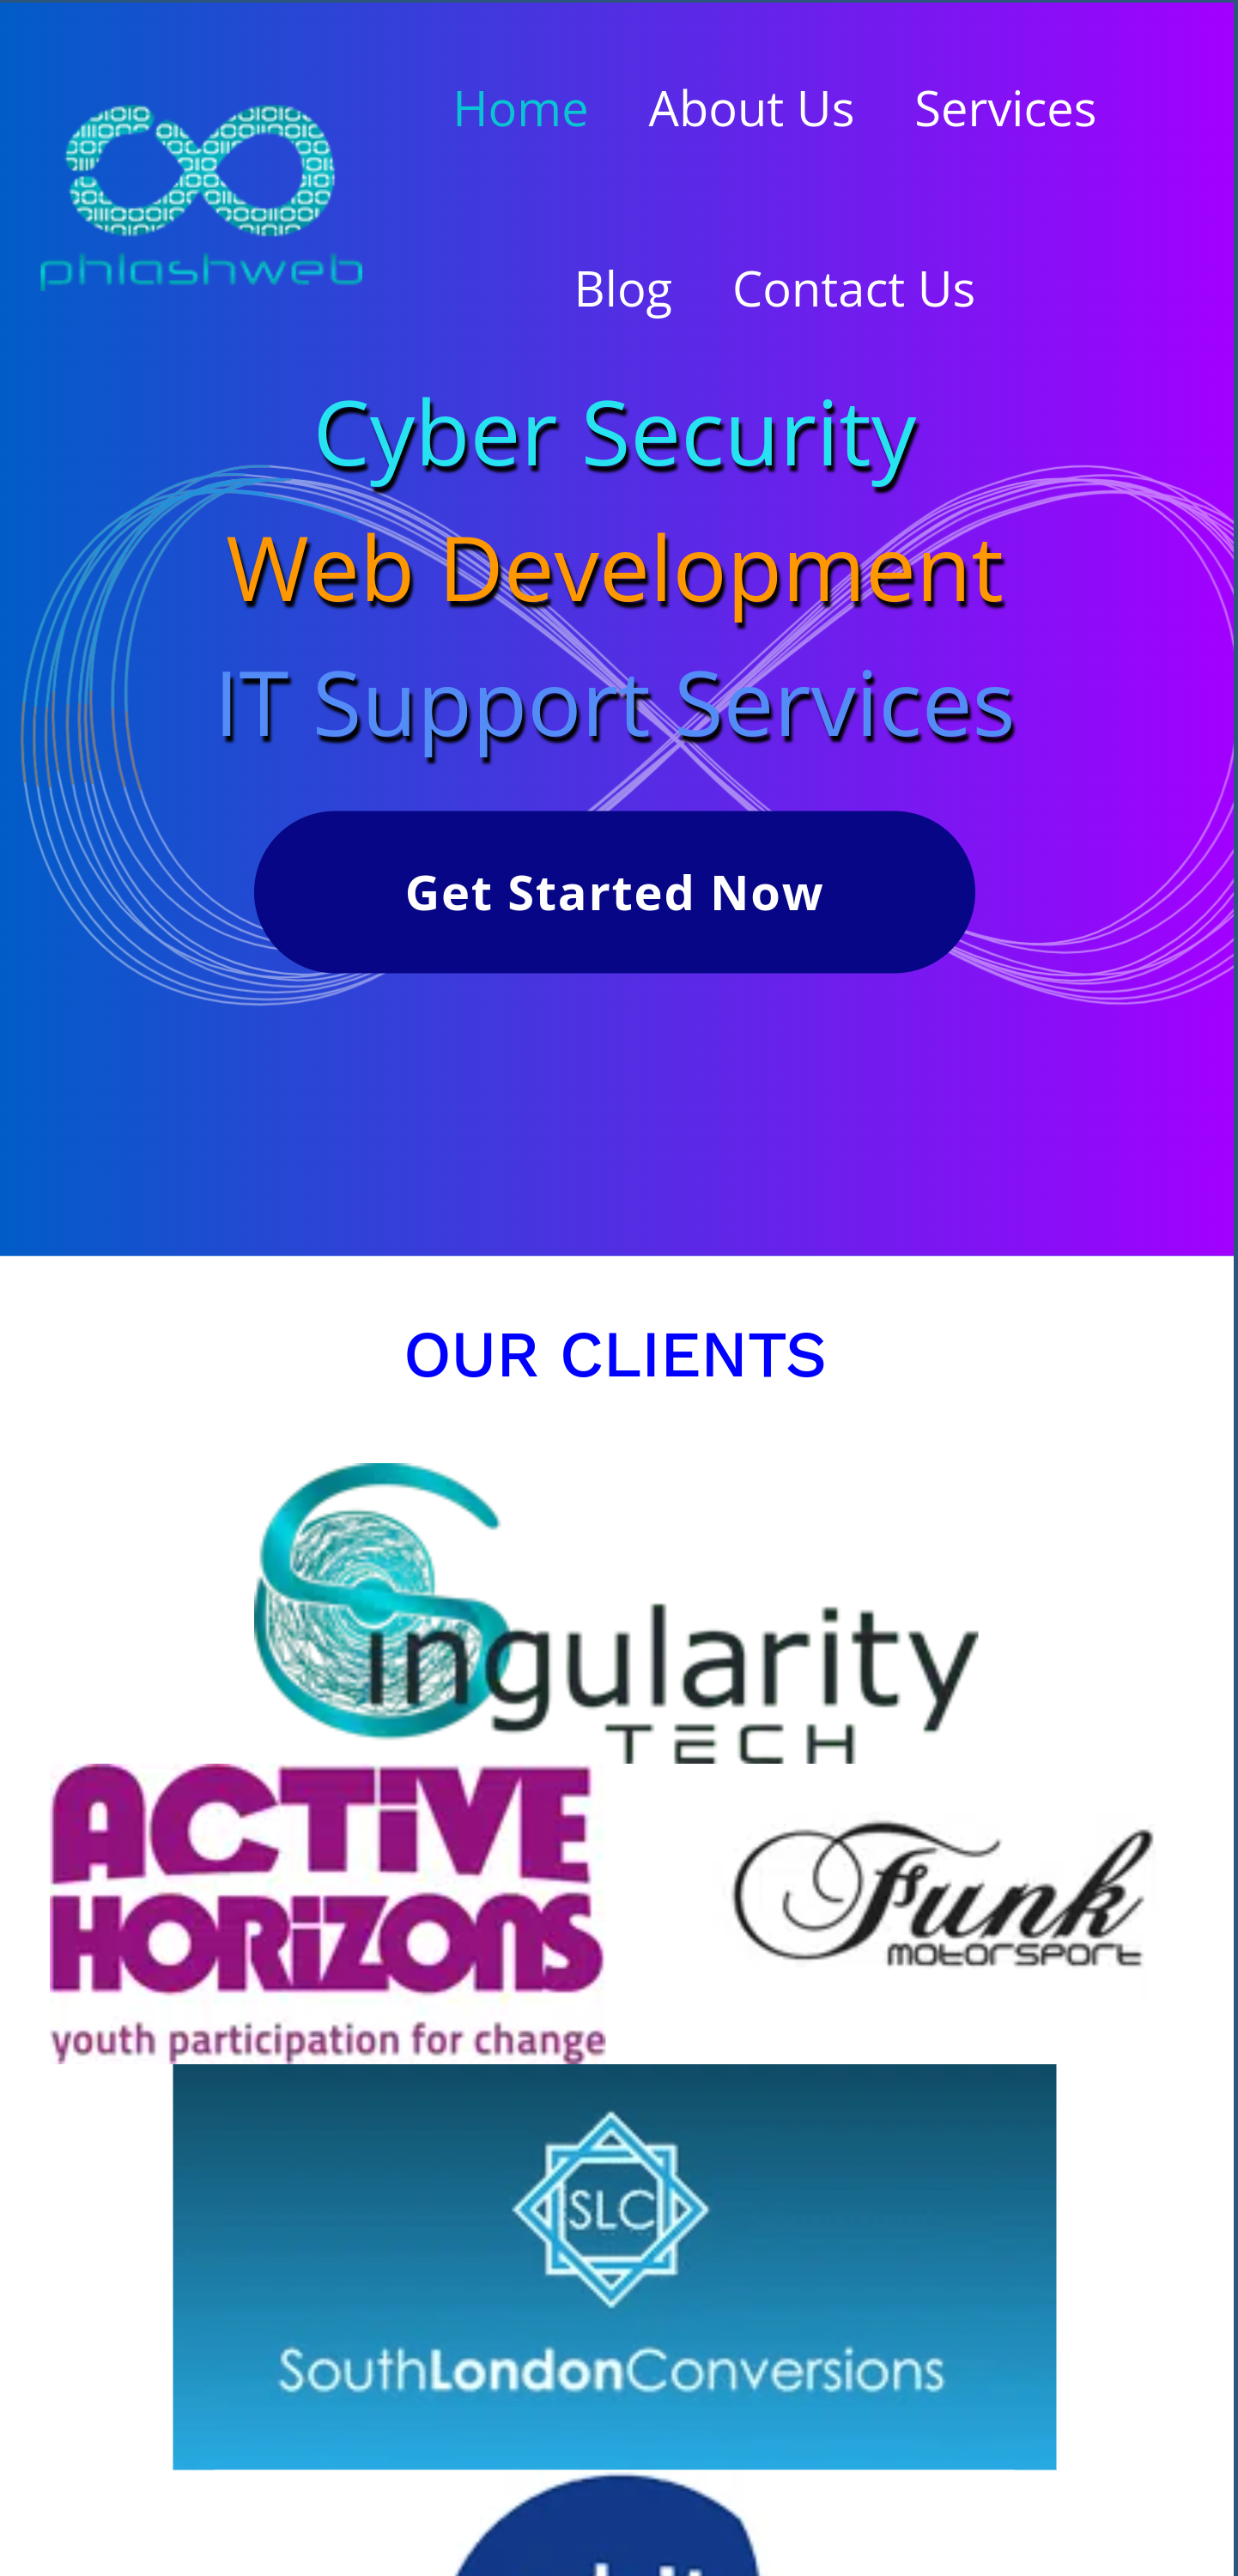 Home About Us Services
phlashweb
Blog Contact Us
Cyber Security
Web Development
IT Support Services
Get Started Now
OUR CLIENTS
Singularity
TECH
ACTiVE
HORiZONS
youth participation for change
Funk
motorsport
SLC
SouthLondonConversions